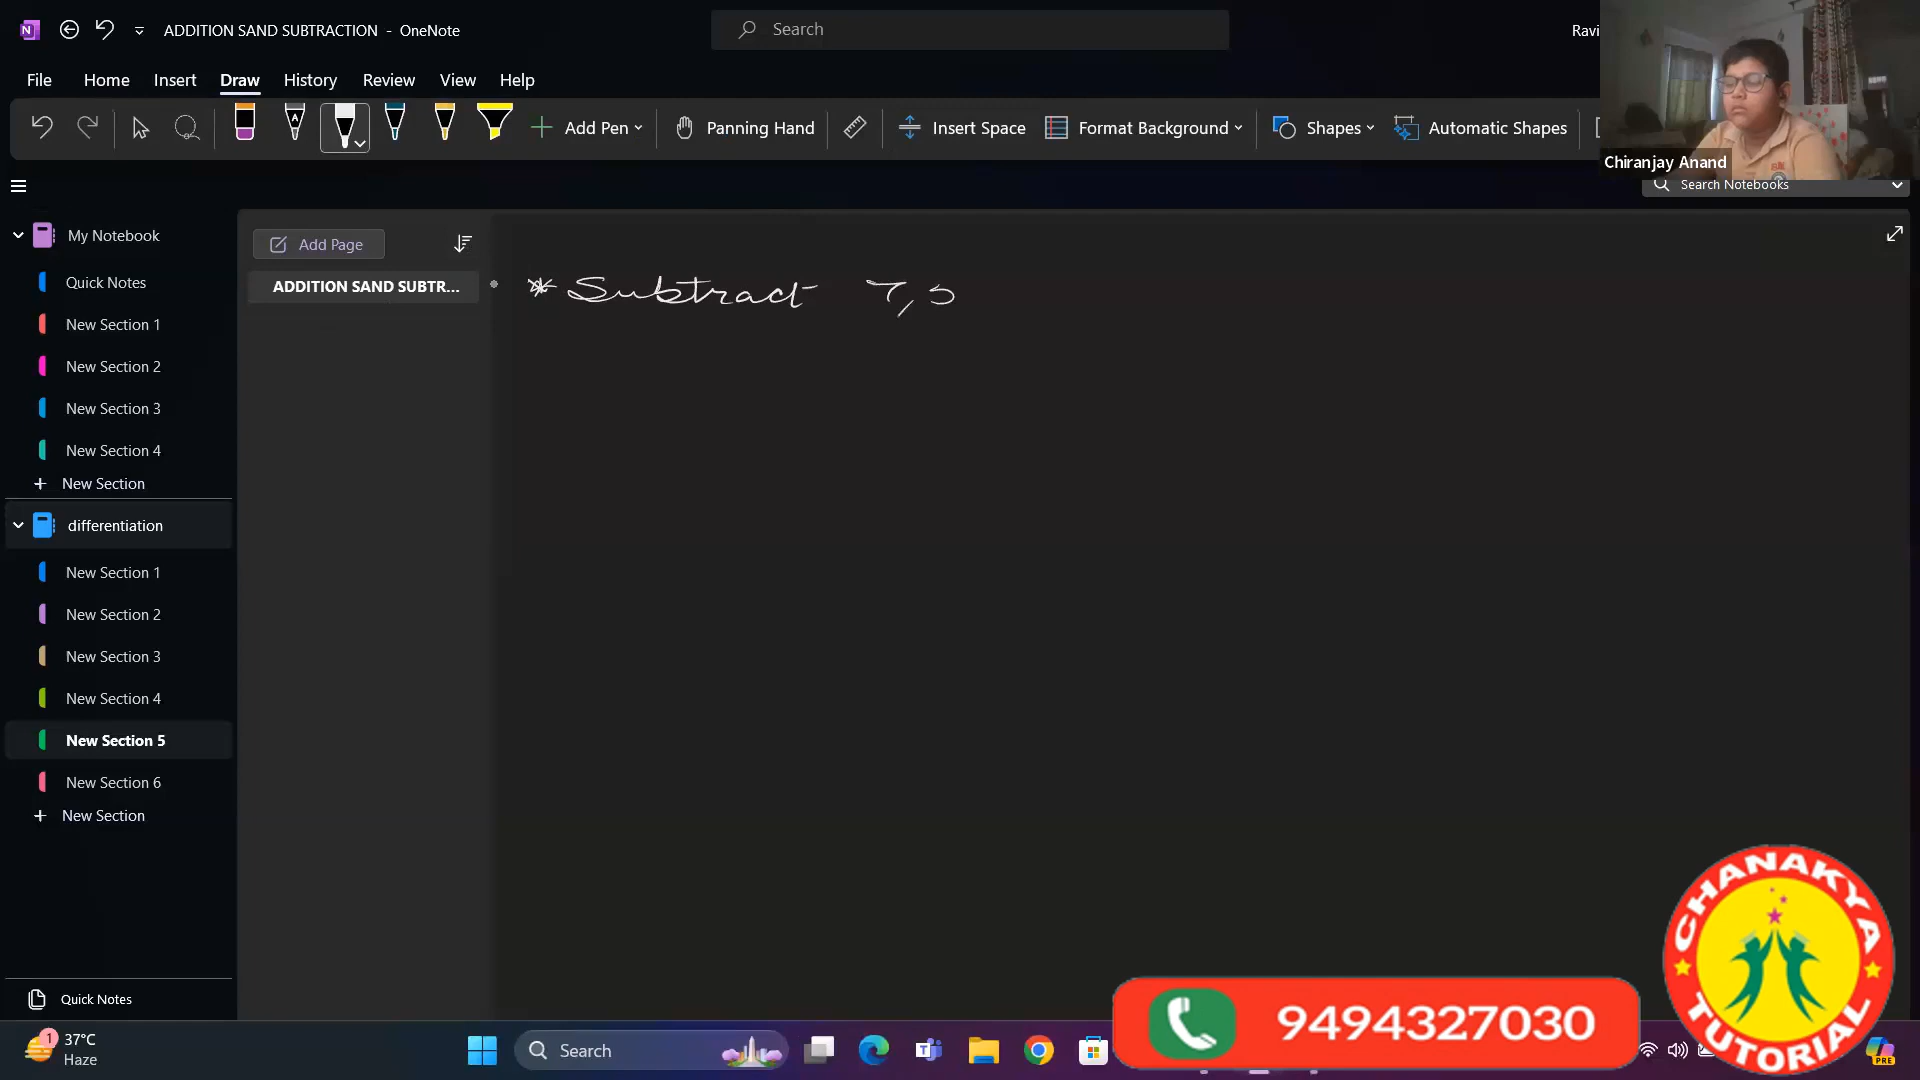 ADDITION SAND SUBTRACTION - OneNote
Search
Ravi
File Home Insert Draw History Review View Help
Add Pen
Panning Hand
Insert Space
Format Background
Shapes
Automatic Shapes
Chiranjay Anand
Search Notebooks
My Notebook
Quick Notes
New Section 1
New Section 2
New Section 3
New Section 4
New Section
differentiation
New Section 1
New Section 2
New Section 3
New Section 4
New Section 5
New Section 6
New Section
Quick Notes
Add Page
ADDITION SAND SUBTR...
* Subtract 7, 5
1
37°C
Haze
Search
9494327030
CHANAKYA
TUTORIAL
PRE